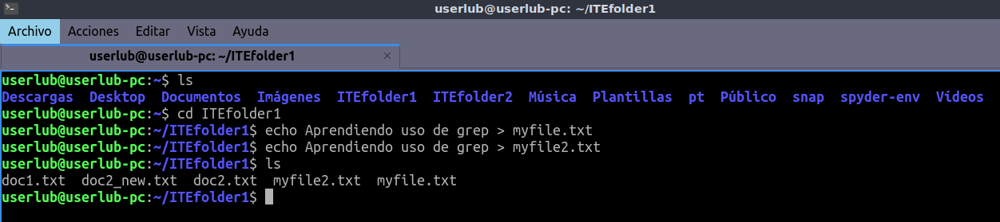 userlub@userlub-pc: ~/ITEfolder1
Archivo Acciones Editar Vista Ayuda
userlub@userlub-pc: ~/ITEfolder1 ×
userlub@userlub-pc:~$ ls
Descargas Desktop Documentos Imágenes ITEfolder1 ITEfolder2 Música Plantillas pt Público snap spyder-env Vídeos
userlub@userlub-pc:~$ cd ITEfolder1
userlub@userlub-pc:~/ITEfolder1$ echo Aprendiendo uso de grep > myfile.txt
userlub@userlub-pc:~/ITEfolder1$ echo Aprendiendo uso de grep > myfile2.txt
userlub@userlub-pc:~/ITEfolder1$ ls
doc1.txt doc2_new.txt doc2.txt myfile2.txt myfile.txt
userlub@userlub-pc:~/ITEfolder1$